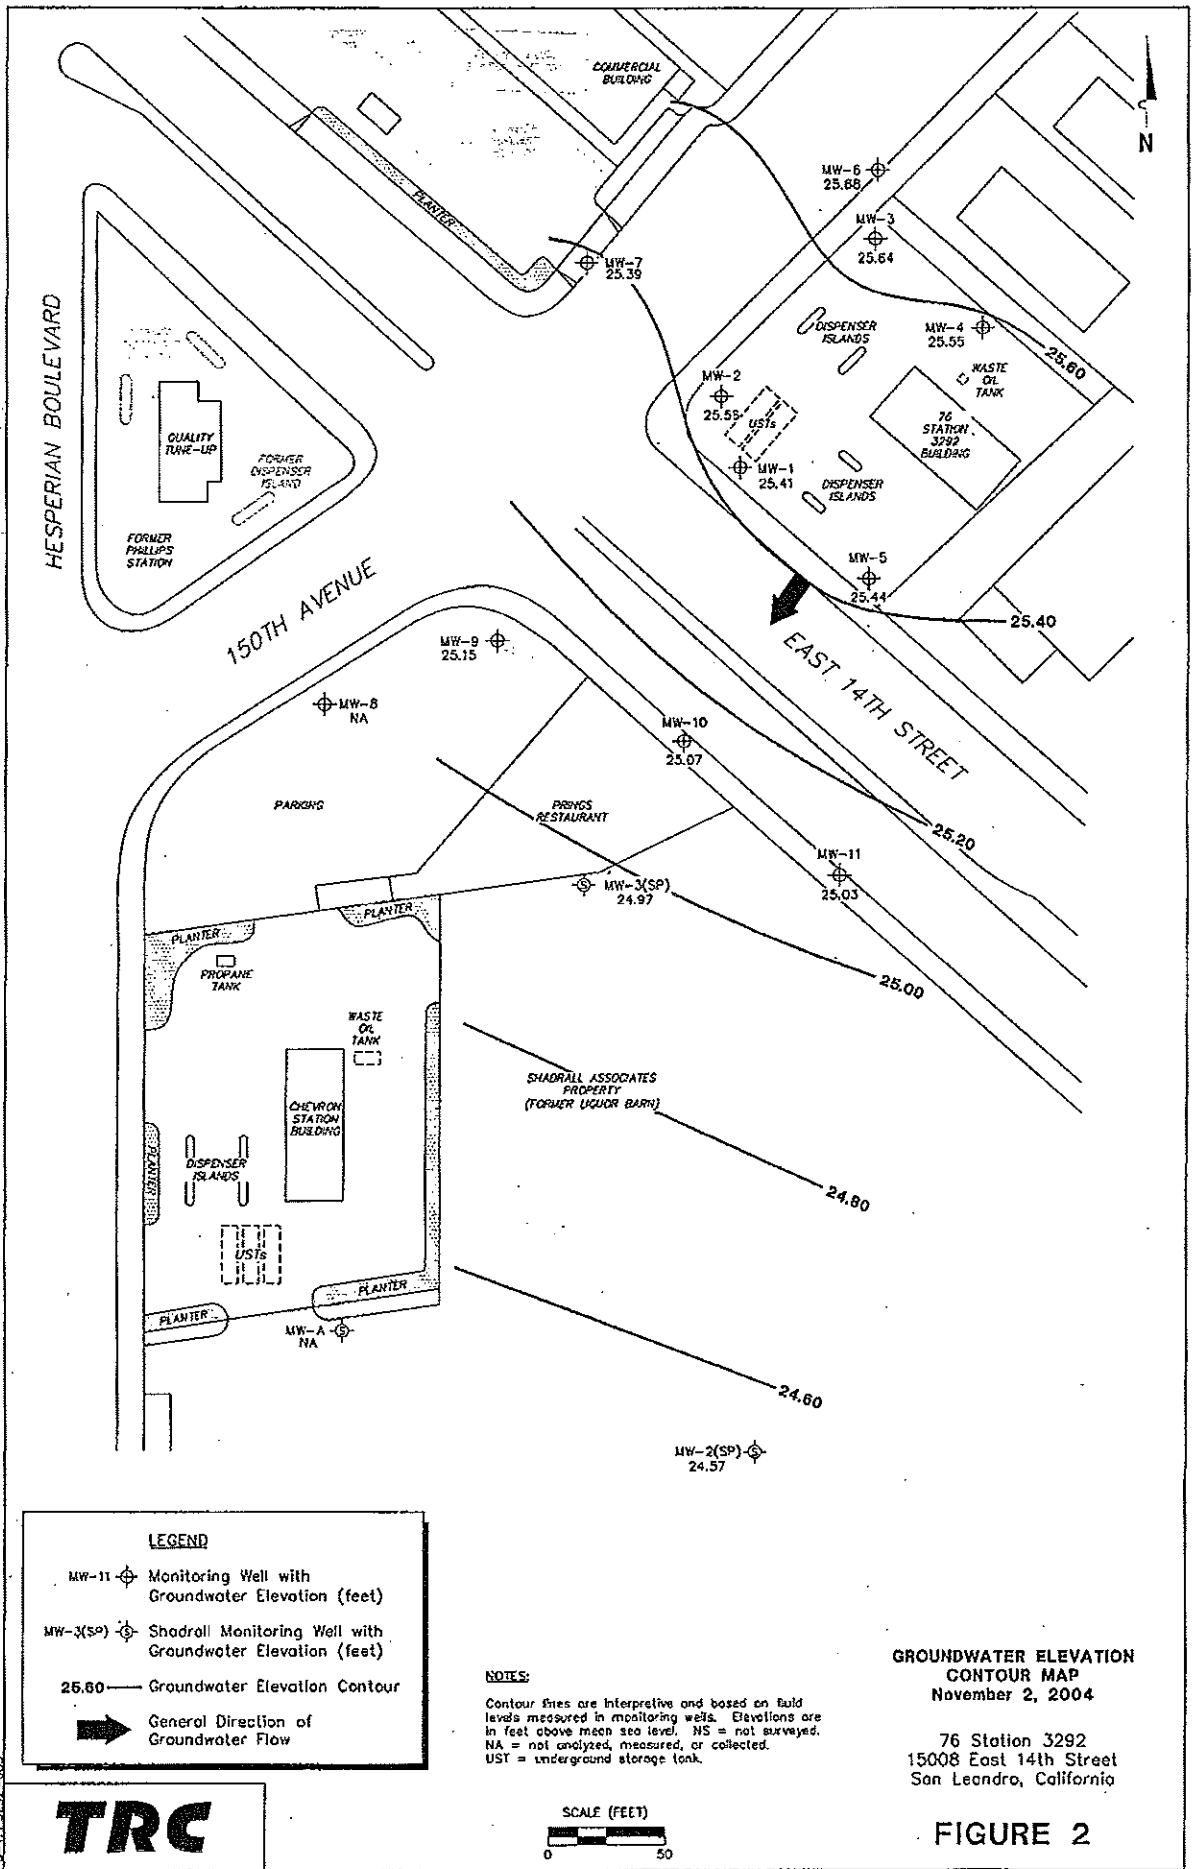 COMMERCIAL
BUILDING
N
MW-6
25.68
MW-3
25.64
PLANTER
MW-7
25.39
HESPERIAN BOULEVARD
DISPENSER
ISLANDS
MW-4
25.55
25.60
WASTE
OIL
TANK
MW-2
USTs
76
STATION
3292
BUILDING
QUALITY
TUNE-UP
FORMER
DISPENSER
ISLAND
MW-1
25.41
DISPENSER
ISLANDS
FORMER
PHILLIPS
STATION
150TH AVENUE
MW-5
25.44
25.40
MW-9
25.15
EAST 14TH STREET
MW-8
NA
MW-10
25.07
PARKING
PRINGS
RESTAURANT
25.20
MW-11
25.03
MW-3(SP)
24.97
PLANTER
PLANTER
PROPANE
TANK
25.00
WASTE
OIL
TANK
SHADRALL ASSOCIATES
PROPERTY
(FORMER LIQUOR BARN)
CHEVRON
STATION
BUILDING
PLANTER
DISPENSER
ISLANDS
24.80
USTs
PLANTER
PLANTER
MW-A
NA
24.60
MW-2(SP)
24.57
LEGEND
MW-11 Monitoring Well with
Groundwater Elevation (feet)
MW-3(SP) Shadrall Monitoring Well with
Groundwater Elevation (feet)
25.60 Groundwater Elevation Contour
General Direction of
Groundwater Flow
NOTES:
Contour lines are interpretive and based on fluid
levels measured in monitoring wells. Elevations are
in feet above mean sea level. NS = not surveyed.
NA = not analyzed, measured, or collected.
UST = underground storage tank.
GROUNDWATER ELEVATION
CONTOUR MAP
November 2, 2004
76 Station 3292
15008 East 14th Street
San Leandro, California
TRC
SCALE (FEET)
0 50
FIGURE 2